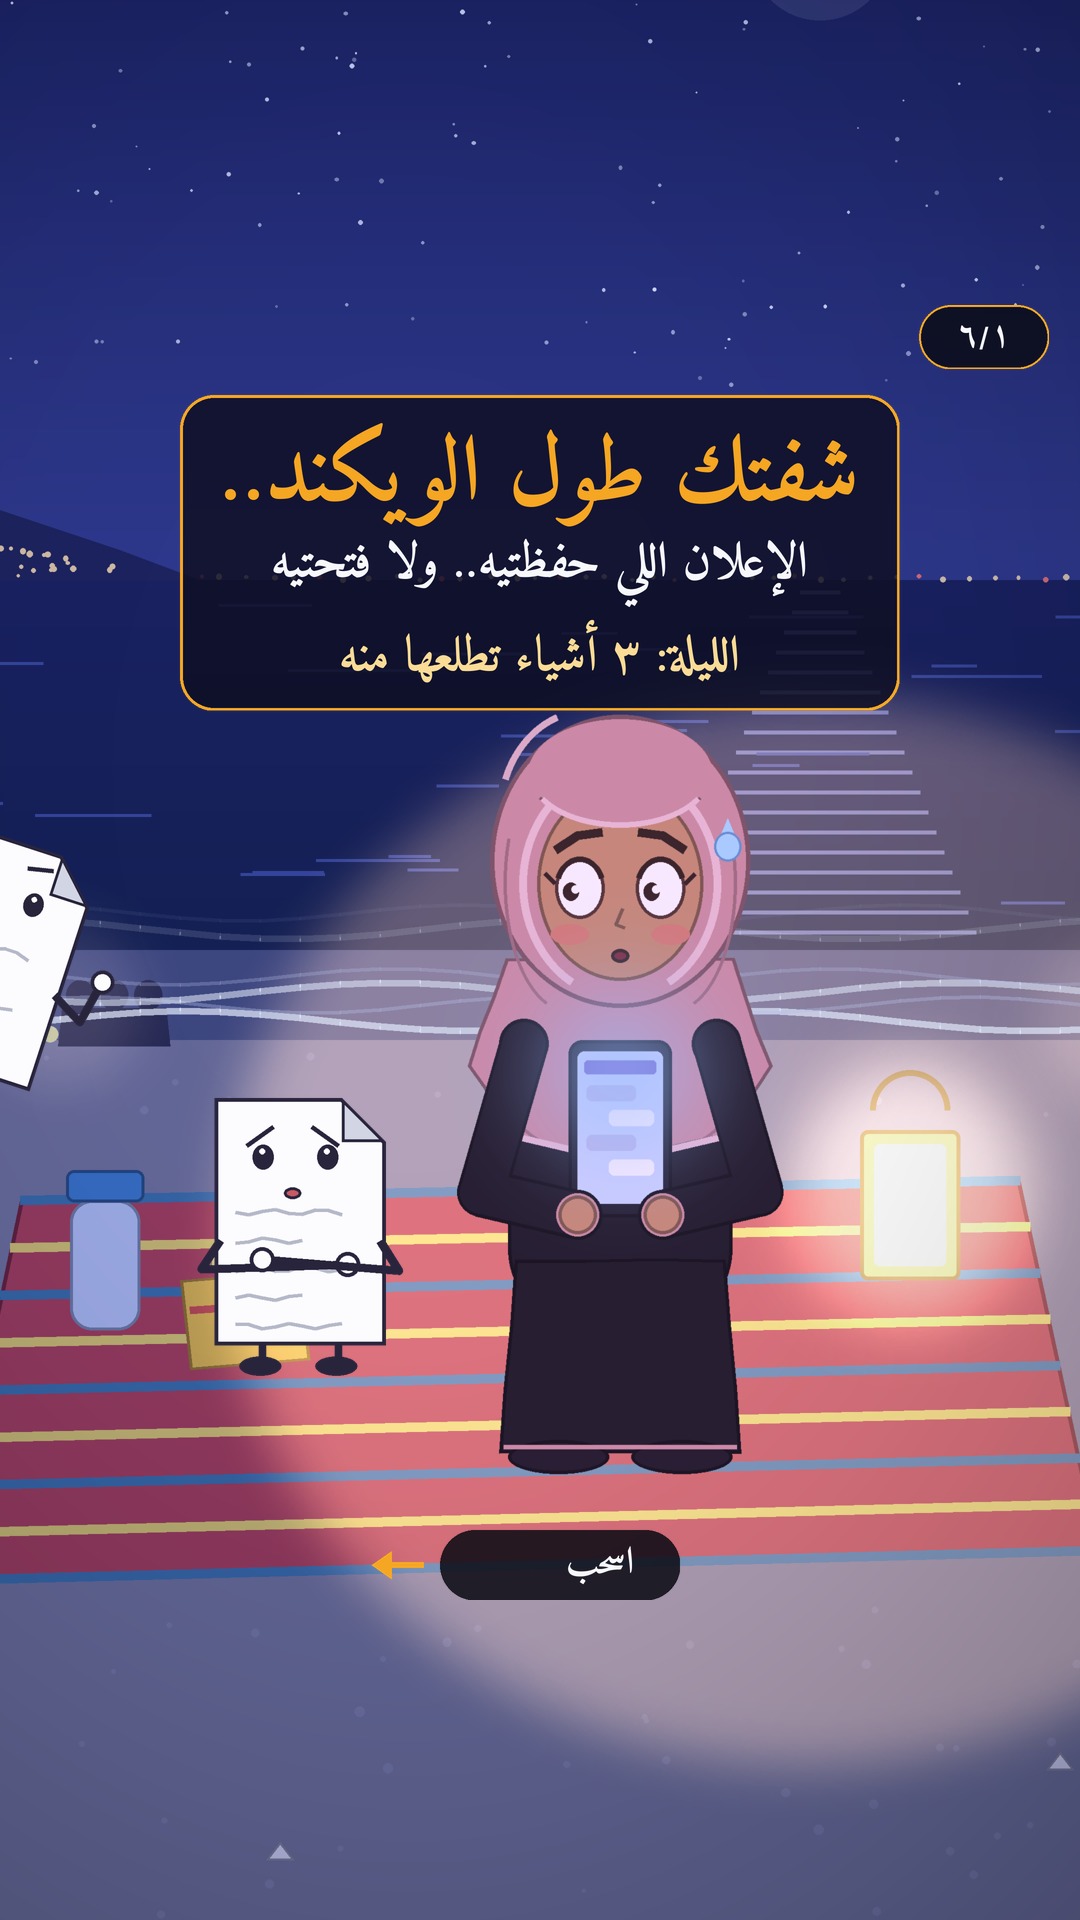 ٦/١
شفتك طول الويكند..
الإعلان اللي حفظتيه.. ولا فتحتيه
الليلة: ٣ أشياء تطلعها منه
اسحب